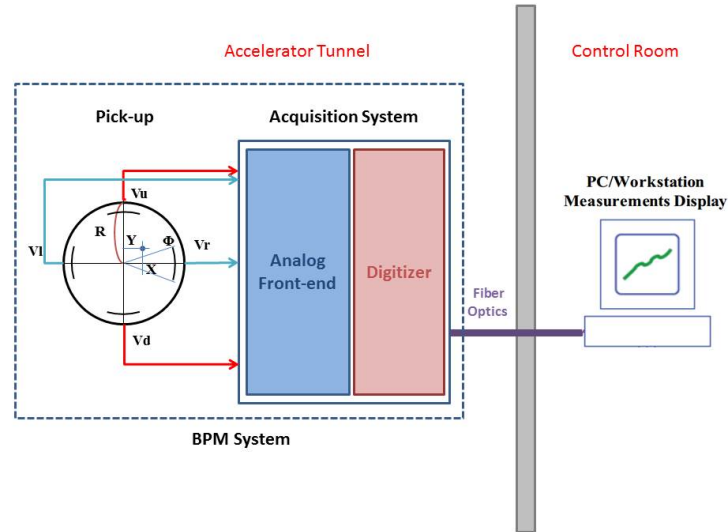 Accelerator Tunnel
Control Room
Pick-up
Acquisition System
Vu
R
Y
Φ
Vr
Vl
X
Vd
Analog
Front-end
Digitizer
Fiber
Optics
PC/Workstation
Measurements Display
BPM System